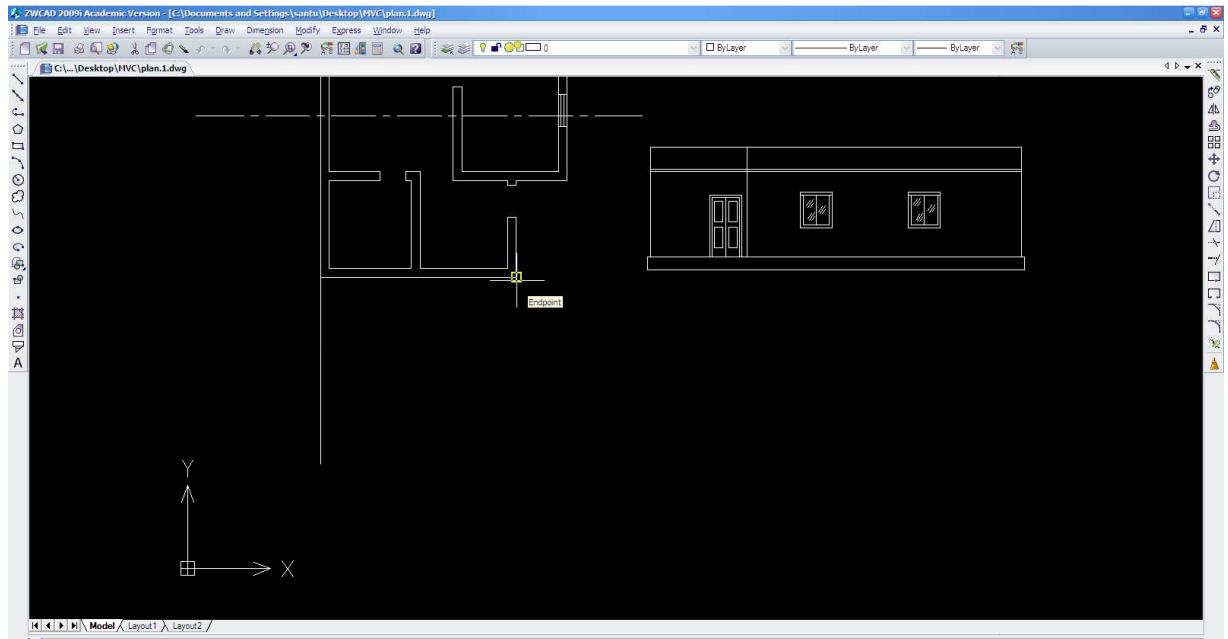 ZWCAD 2009i Academic Version - [C:\Documents and Settings\santu\Desktop\MVC\plan.1.dwg]
File Edit View Insert Format Tools Draw Dimension Modify Express Window Help
0 ByLayer ByLayer ByLayer
C:\...\Desktop\MVC\plan.1.dwg
A
Endpoint
Y
X
Model Layout1 Layout2